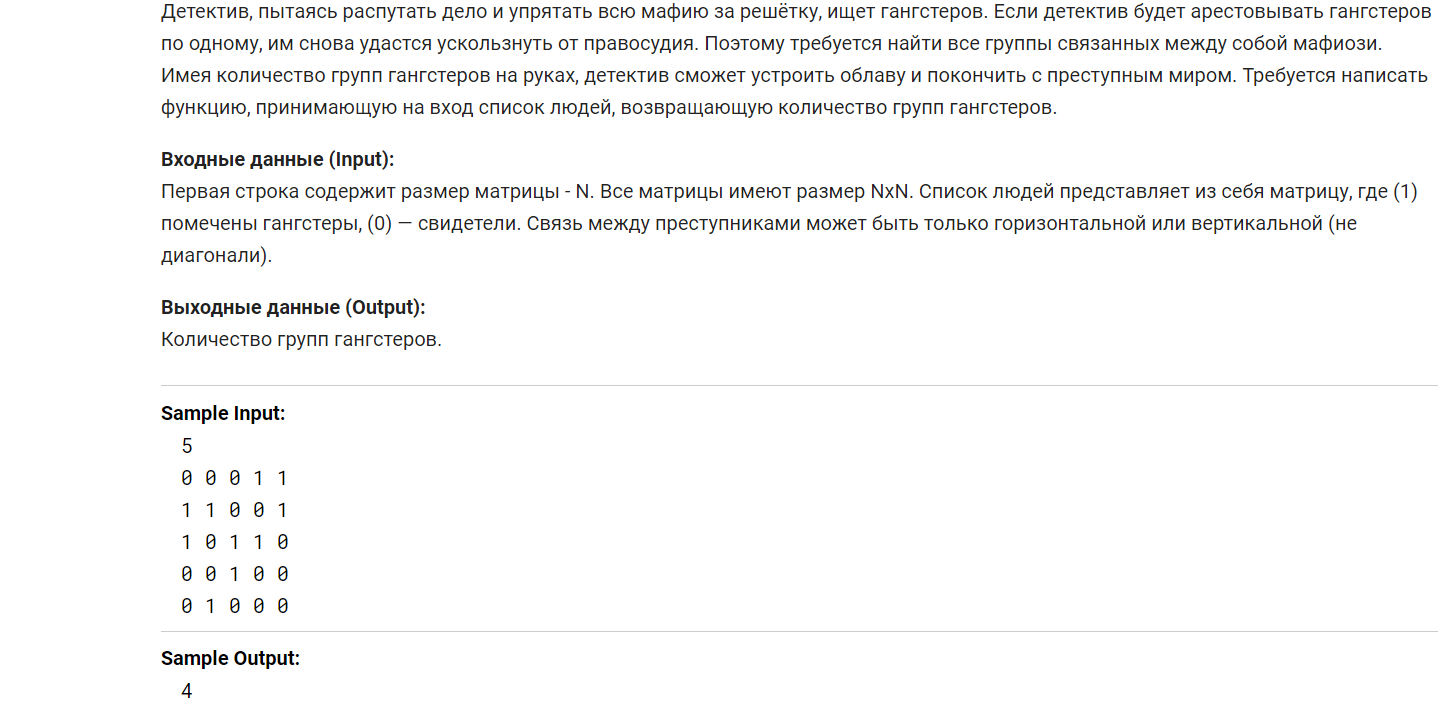 Детектив, пытаясь распутать дело и упрятать всю мафию за решётку, ищет гангстеров. Если детектив будет арестовывать гангстеров
по одному, им снова удастся ускользнуть от правосудия. Поэтому требуется найти все группы связанных между собой мафиози.
Имея количество групп гангстеров на руках, детектив сможет устроить облаву и покончить с преступным миром. Требуется написать
функцию, принимающую на вход список людей, возвращающую количество групп гангстеров.
Входные данные (Input):
Первая строка содержит размер матрицы - N. Все матрицы имеют размер NxN. Список людей представляет из себя матрицу, где (1)
помечены гангстеры, (0) — свидетели. Связь между преступниками может быть только горизонтальной или вертикальной (не
диагонали).
Выходные данные (Output):
Количество групп гангстеров.
Sample Input:
5
0 0 0 1 1
1 1 0 0 1
1 0 1 1 0
0 0 1 0 0
0 1 0 0 0
Sample Output:
4